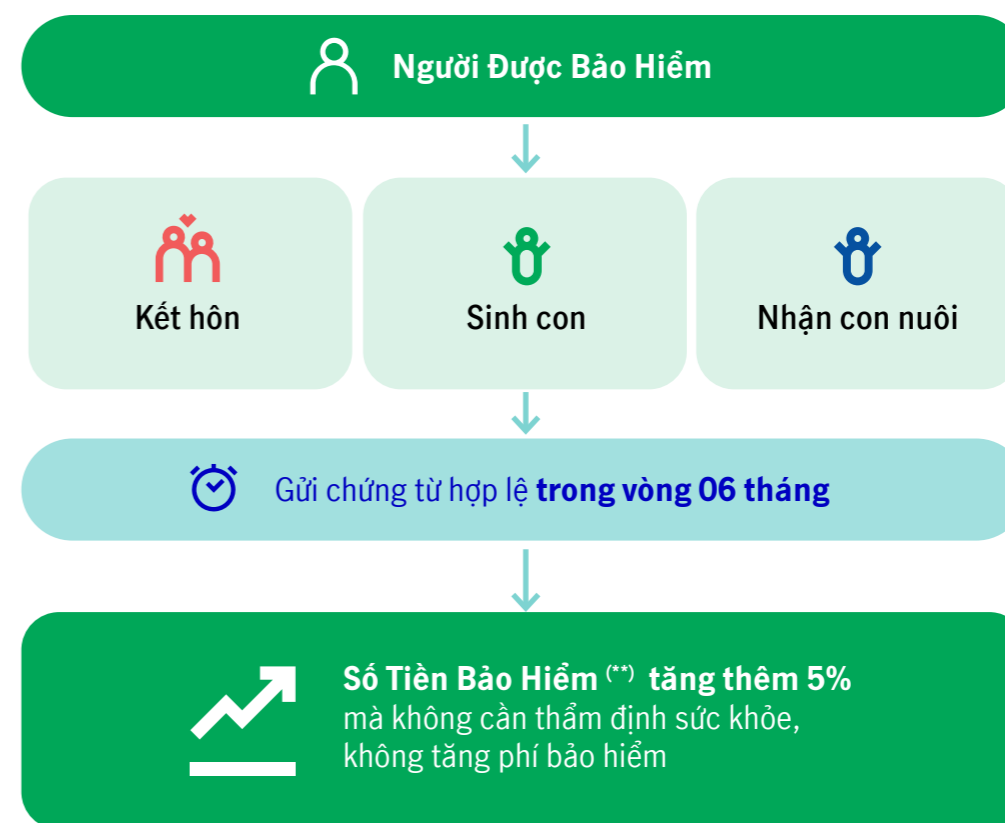 Người Được Bảo Hiểm
Kết hôn
Sinh con
Nhận con nuôi
Gửi chứng từ hợp lệ trong vòng 06 tháng
Số Tiền Bảo Hiểm (**) tăng thêm 5%
mà không cần thẩm định sức khỏe,
không tăng phí bảo hiểm